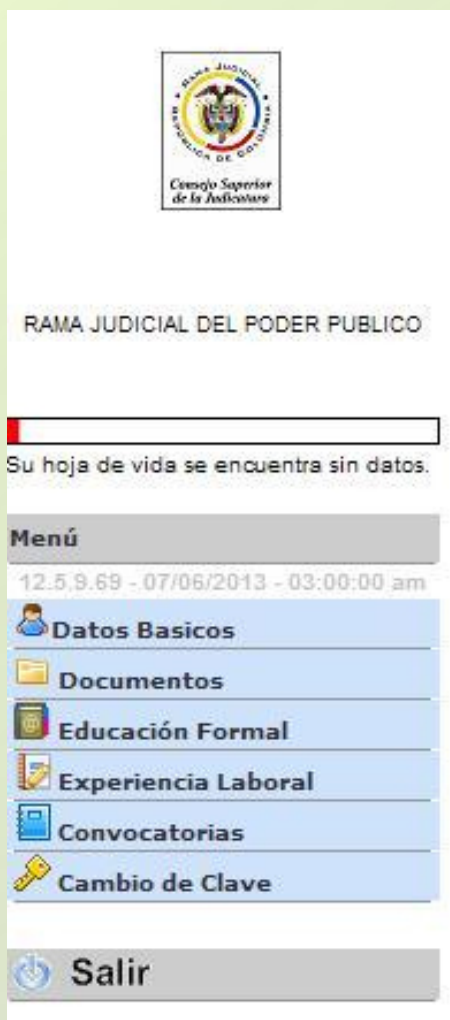 RAMA JUDICIAL
REPUBLICA DE COLOMBIA
Consejo Superior
de la Judicatura
RAMA JUDICIAL DEL PODER PUBLICO
Su hoja de vida se encuentra sin datos.
Menú
12.5.9.69 - 07/06/2013 - 03:00:00 am
Datos Basicos
Documentos
Educación Formal
Experiencia Laboral
Convocatorias
Cambio de Clave
Salir